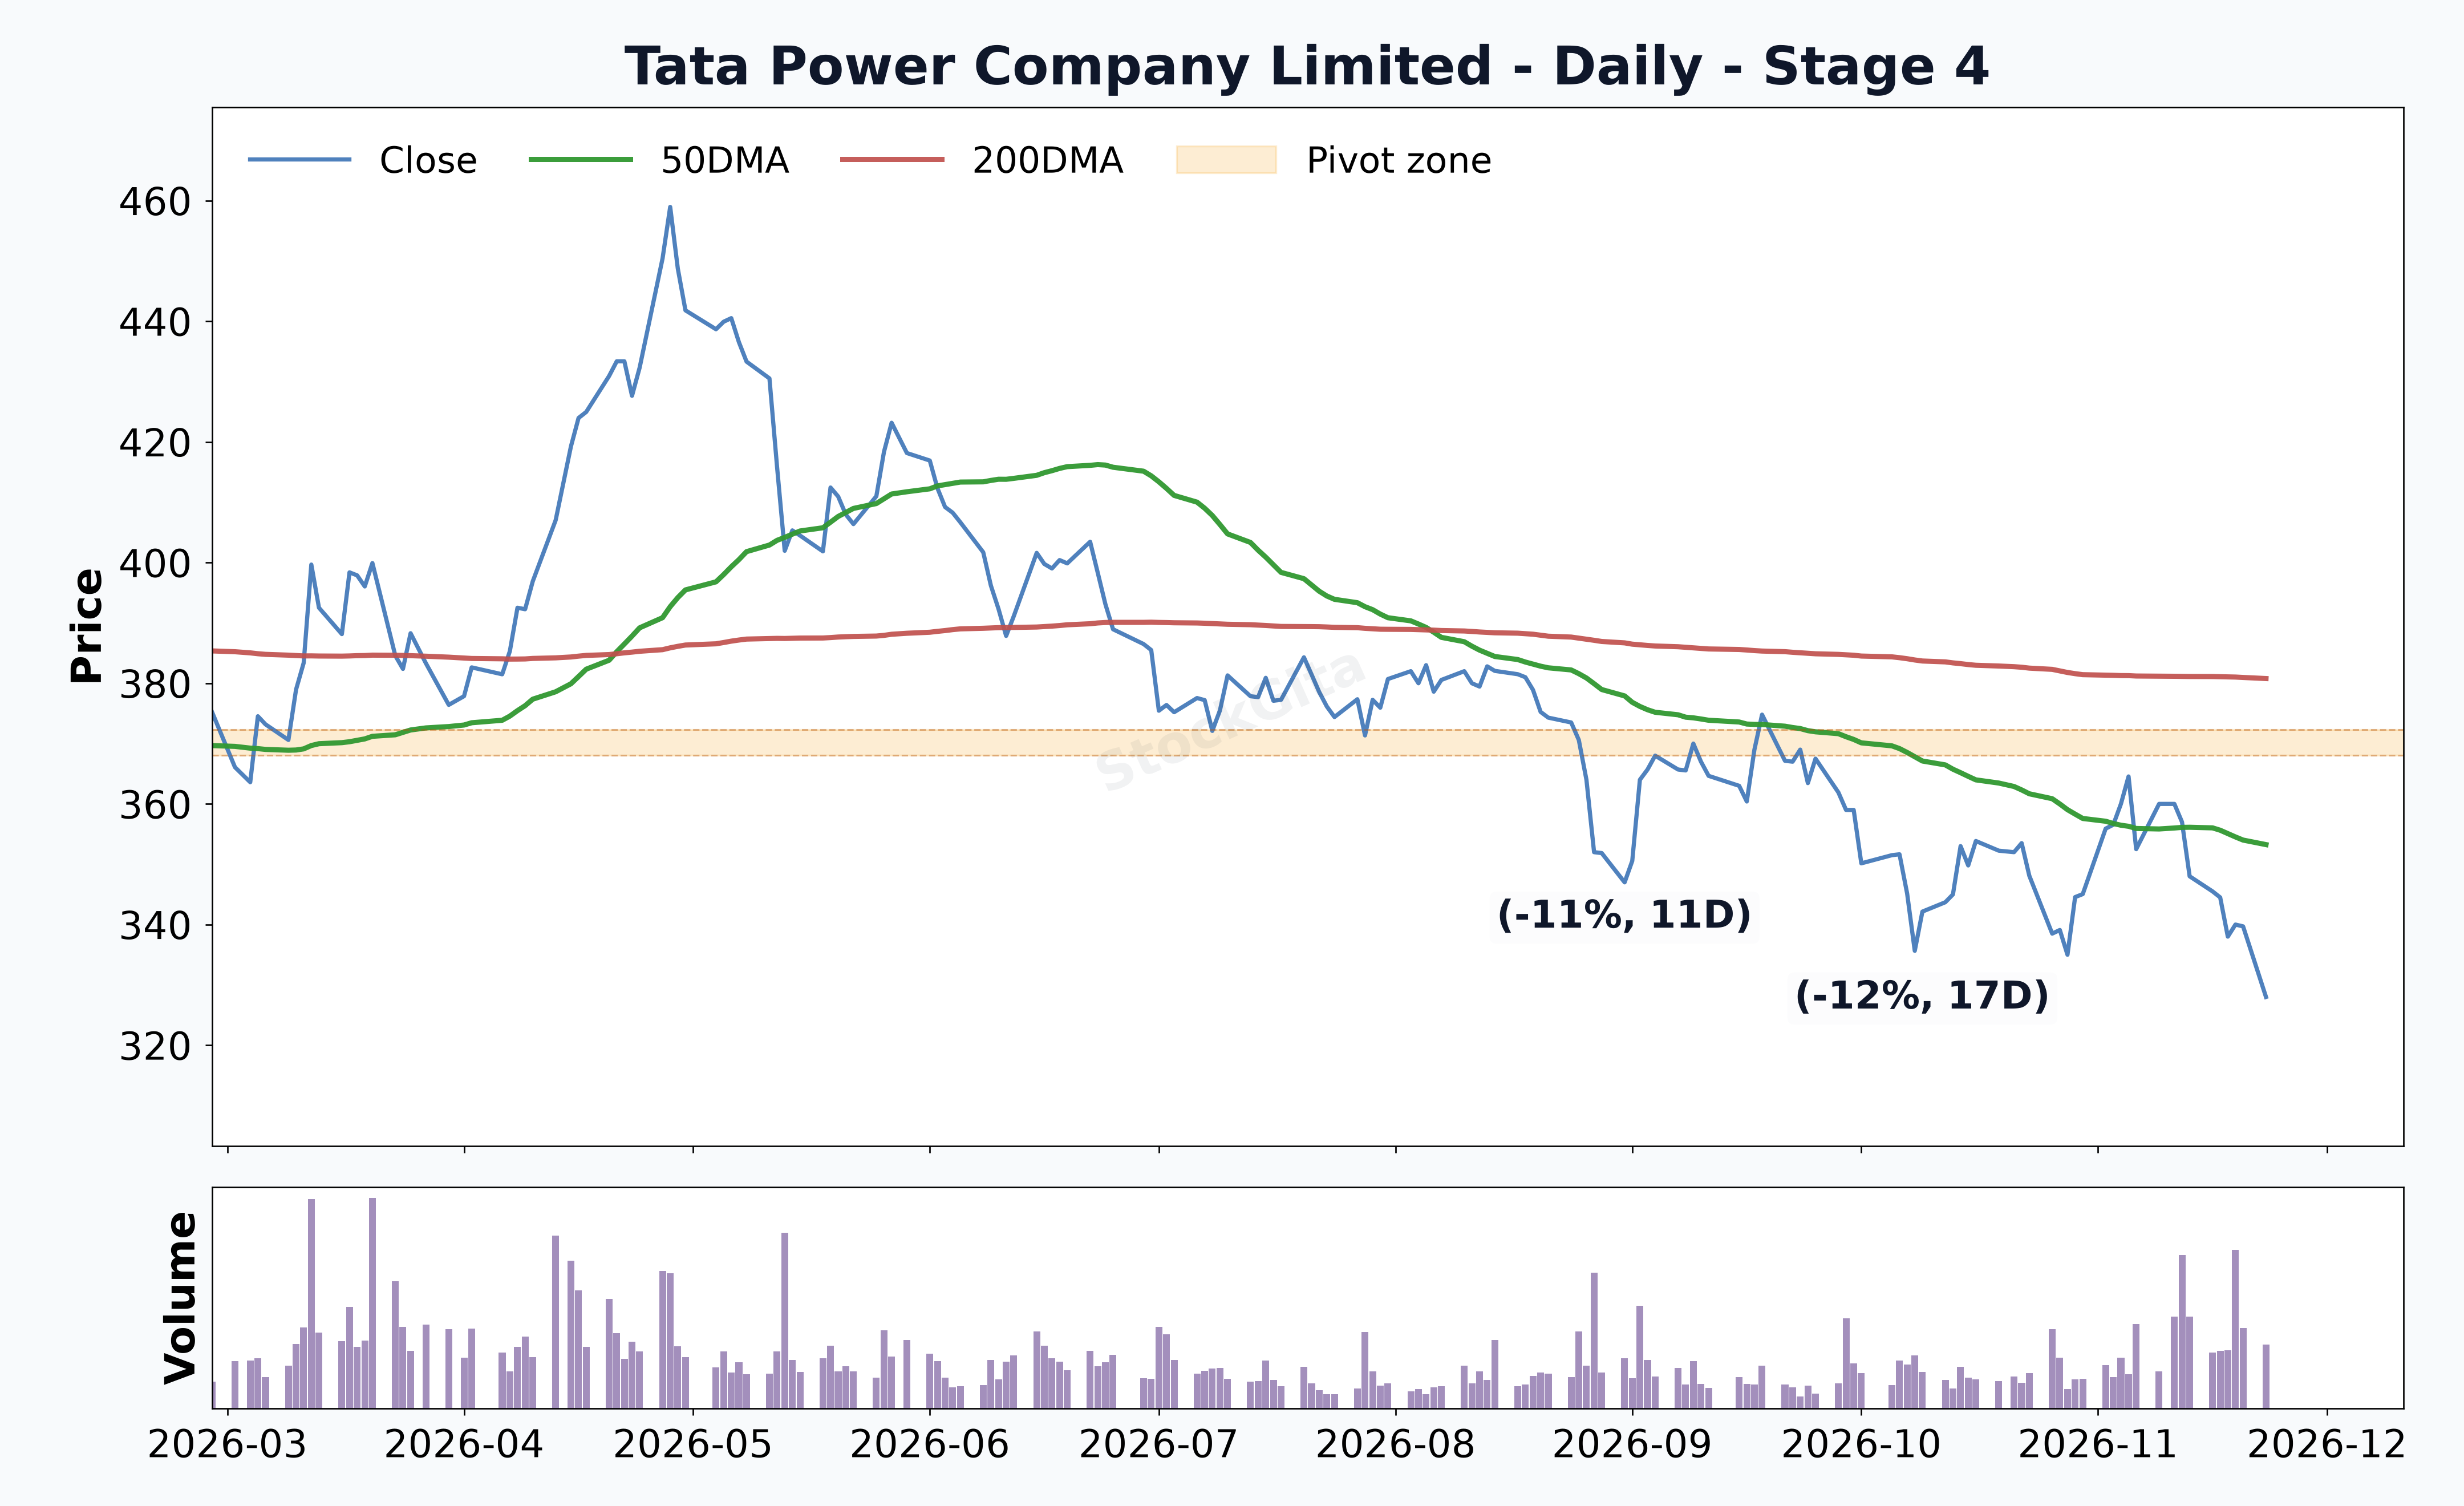 Tata Power Company Limited - Daily - Stage 4
Close 50DMA 200DMA Pivot zone
460
440
420
400
380
360
340
320
Price
StockGita
(-11%, 11D)
(-12%, 17D)
Volume
2026-03 2026-04 2026-05 2026-06 2026-07 2026-08 2026-09 2026-10 2026-11 2026-12